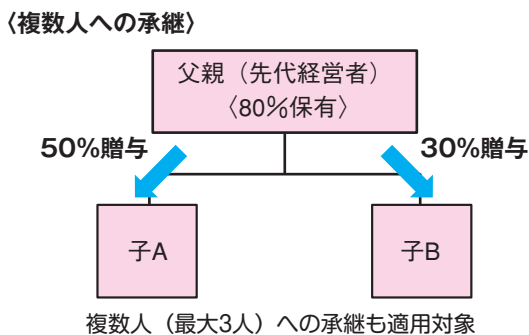 〈複数人への承継〉
父親（先代経営者）
〈80％保有〉
50％贈与
30％贈与
子A
子B
複数人（最大3人）への承継も適用対象